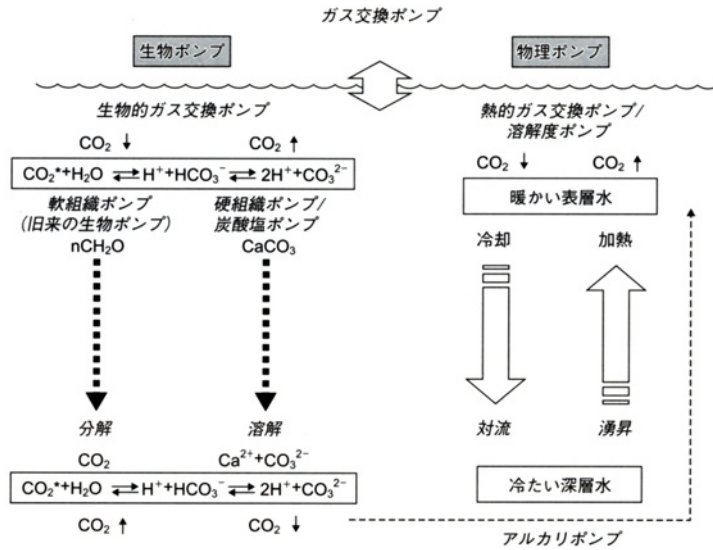 ガス交換ポンプ
生物ポンプ
物理ポンプ
生物的ガス交換ポンプ
CO₂ ↓ CO₂ ↑
CO₂*+H₂O ⇄ H⁺+HCO₃⁻ ⇄ 2H⁺+CO₃²⁻
軟組織ポンプ
(旧来の生物ポンプ)
nCH₂O
硬組織ポンプ/
炭酸塩ポンプ
CaCO₃
分解
CO₂
溶解
Ca²⁺+CO₃²⁻
CO₂*+H₂O ⇄ H⁺+HCO₃⁻ ⇄ 2H⁺+CO₃²⁻
CO₂ ↑ CO₂ ↓
熱的ガス交換ポンプ/
溶解度ポンプ
CO₂ ↓ CO₂ ↑
暖かい表層水
冷却
加熱
対流
湧昇
冷たい深層水
アルカリポンプ